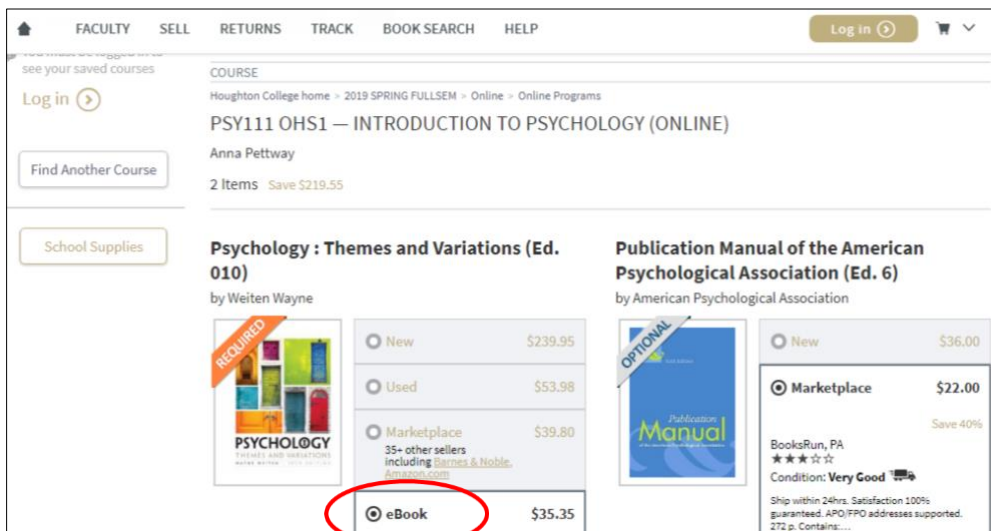 FACULTY SELL RETURNS TRACK BOOK SEARCH HELP Log in
You must be logged in to
see your saved courses
Log in
Find Another Course
School Supplies
COURSE
Houghton College home > 2019 SPRING FULLSEM > Online > Online Programs
PSY111 OHS1 — INTRODUCTION TO PSYCHOLOGY (ONLINE)
Anna Pettway
2 Items Save $219.55
Psychology : Themes and Variations (Ed.
010)
by Weiten Wayne
REQUIRED
PSYCHOLOGY
THEMES AND VARIATIONS
New $239.95
Used $53.98
Marketplace $39.80
35+ other sellers
including Barnes & Noble,
Amazon.com
eBook $35.35
Publication Manual of the American
Psychological Association (Ed. 6)
by American Psychological Association
OPTIONAL
Publication
Manual
New $36.00
Marketplace $22.00
Save 40%
BooksRun, PA
Condition: Very Good
Ship within 24hrs. Satisfaction 100%
guaranteed. APO/FPO addresses supported.
272 p. Contains:...